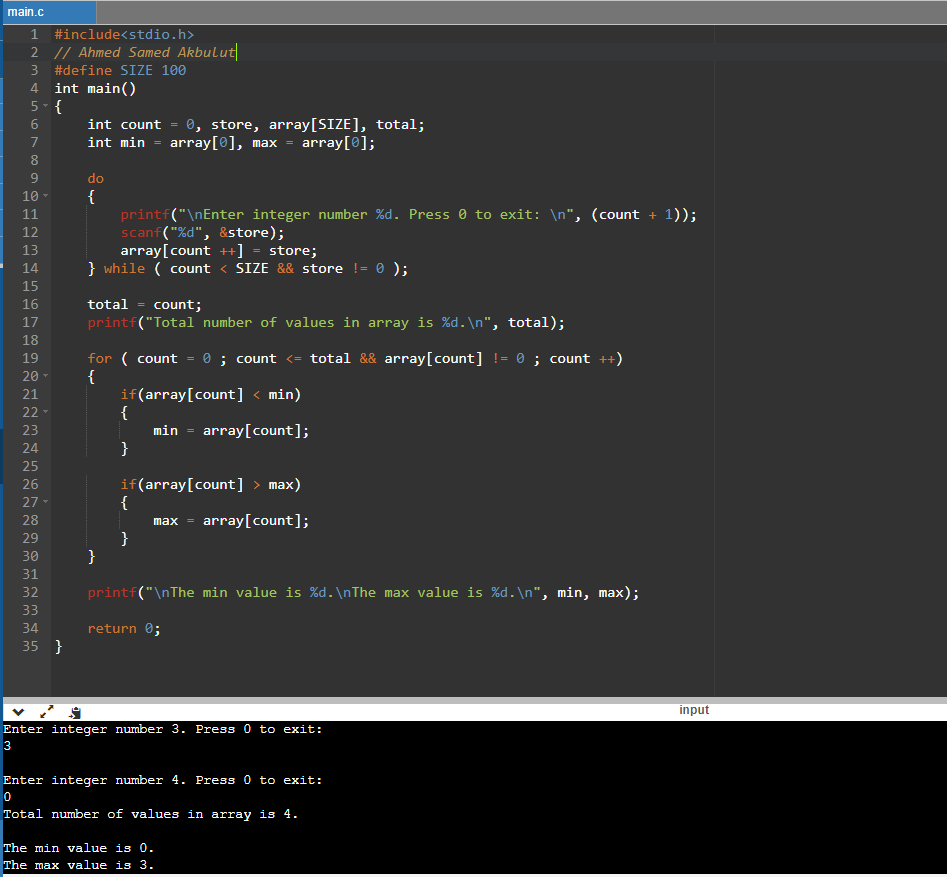 main.c
1 #include<stdio.h>
2 // Ahmed Samed Akbulut
3 #define SIZE 100
4 int main()
5 {
6     int count = 0, store, array[SIZE], total;
7     int min = array[0], max = array[0];
8
9     do
10     {
11         printf("\nEnter integer number %d. Press 0 to exit: \n", (count + 1));
12         scanf("%d", &store);
13         array[count ++] = store;
14     } while ( count < SIZE && store != 0 );
15
16     total = count;
17     printf("Total number of values in array is %d.\n", total);
18
19     for ( count = 0 ; count <= total && array[count] != 0 ; count ++)
20     {
21         if(array[count] < min)
22         {
23             min = array[count];
24         }
25
26         if(array[count] > max)
27         {
28             max = array[count];
29         }
30     }
31
32     printf("\nThe min value is %d.\nThe max value is %d.\n", min, max);
33
34     return 0;
35 }
input
Enter integer number 3. Press 0 to exit:
3
Enter integer number 4. Press 0 to exit:
0
Total number of values in array is 4.
The min value is 0.
The max value is 3.